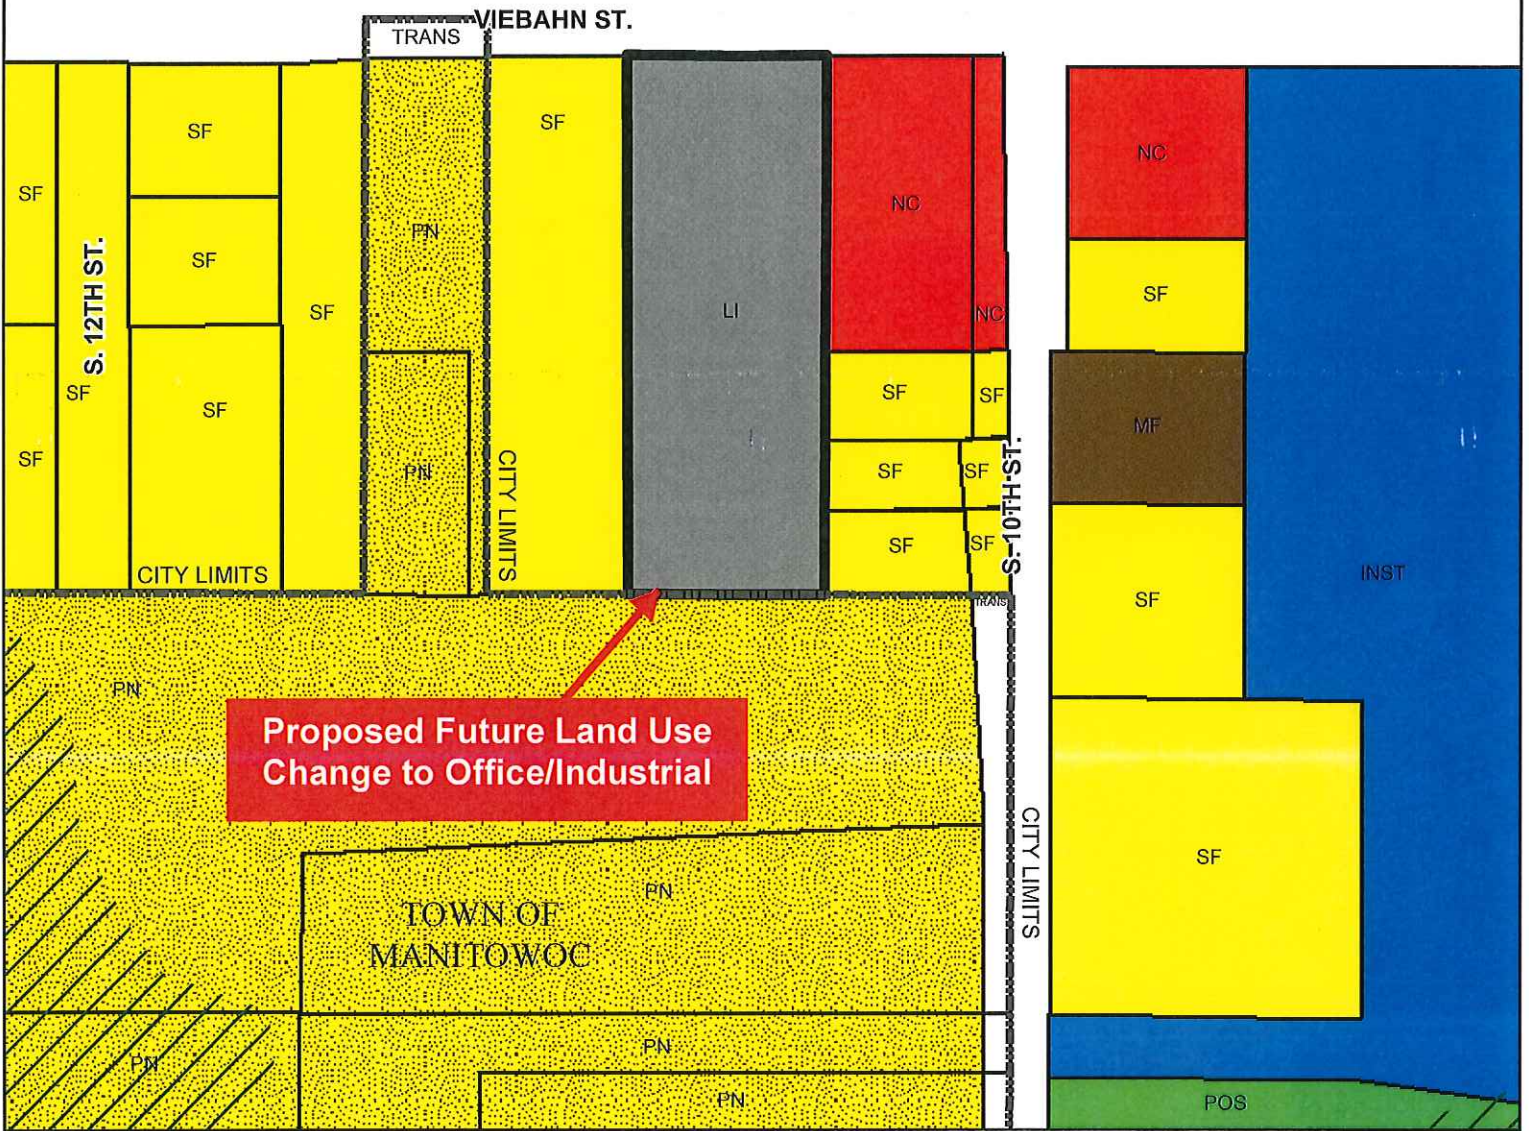 VIEBAHN ST.
TRANS
SF
SF
SF
NC
NC
SF
SF
PN
SF
NC
SF
S. 12TH ST.
SF
LI
SF
SF
SF
SF
SF
MF
SF
PN
CITY LIMITS
SF
SF
S. 10TH ST.
SF
SF
INST
CITY LIMITS
SF
TRANS
PN
Proposed Future Land Use
Change to Office/Industrial
CITY LIMITS
SF
PN
TOWN OF
MANITOWOC
PN
PN
PN
POS